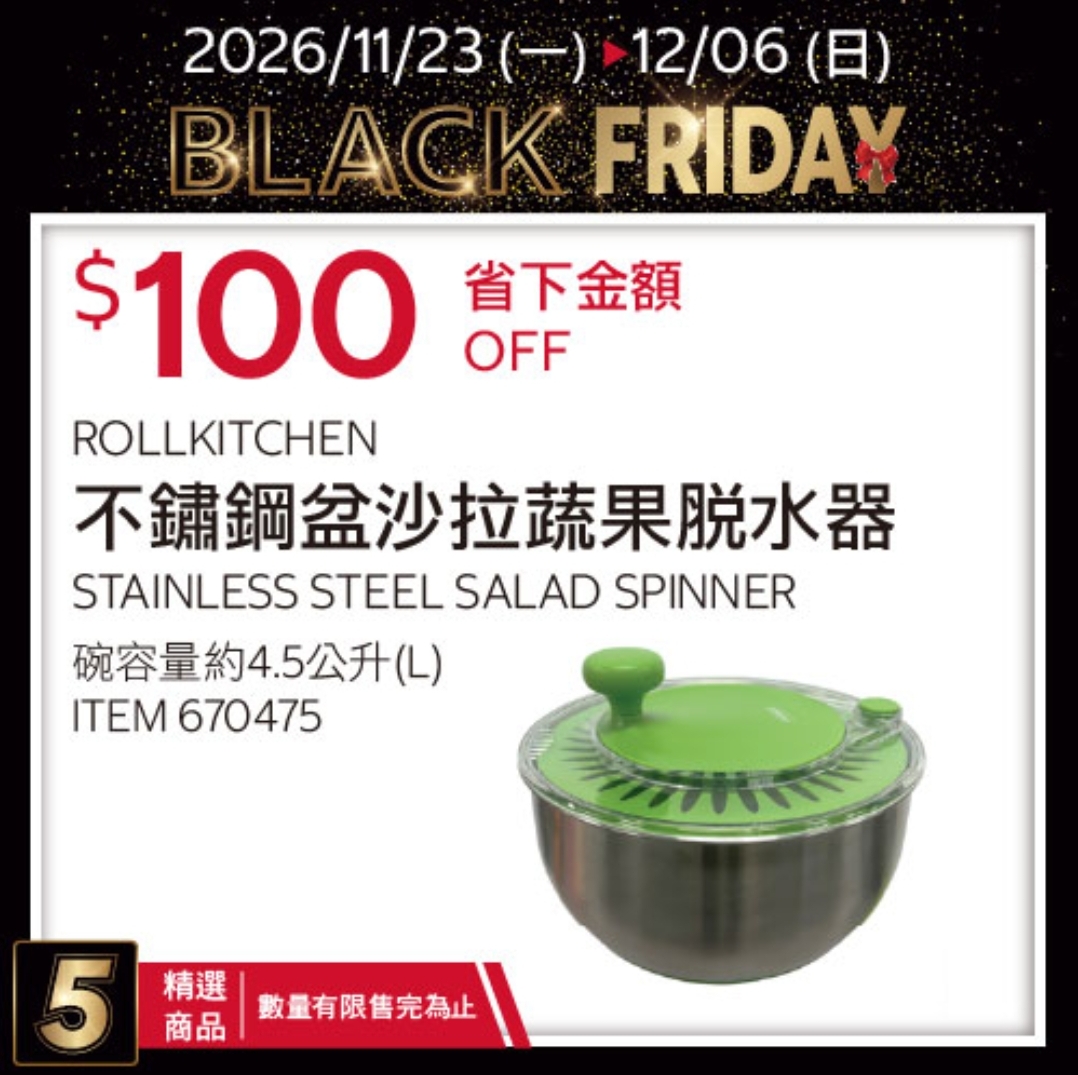 2026/11/23 (一) ▶12/06 (日)
BLACK FRIDAY
$100 省下金額
OFF
ROLLKITCHEN
不鏽鋼盆沙拉蔬果脫水器
STAINLESS STEEL SALAD SPINNER
碗容量約4.5公升(L)
ITEM 670475
5
精選
商品
數量有限售完為止